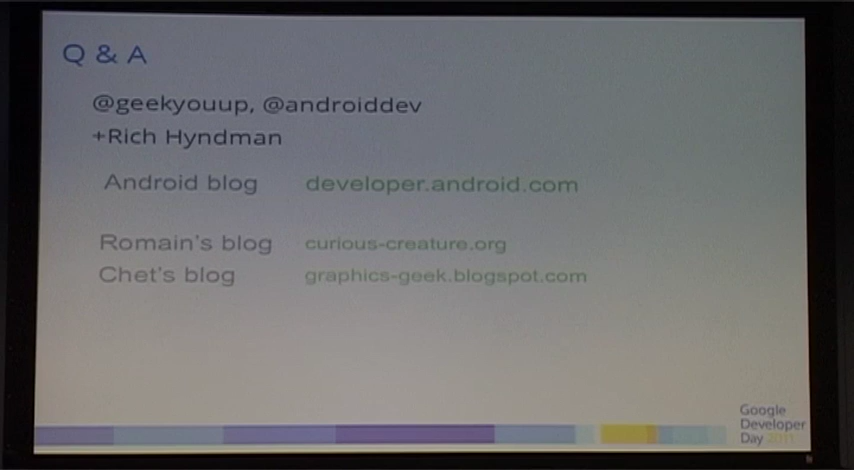 Q & A
@geekyouup, @androiddev
+Rich Hyndman
Android blog developer.android.com
Romain's blog curious-creature.org
Chet's blog graphics-geek.blogspot.com
Google
Developer
Day 2011